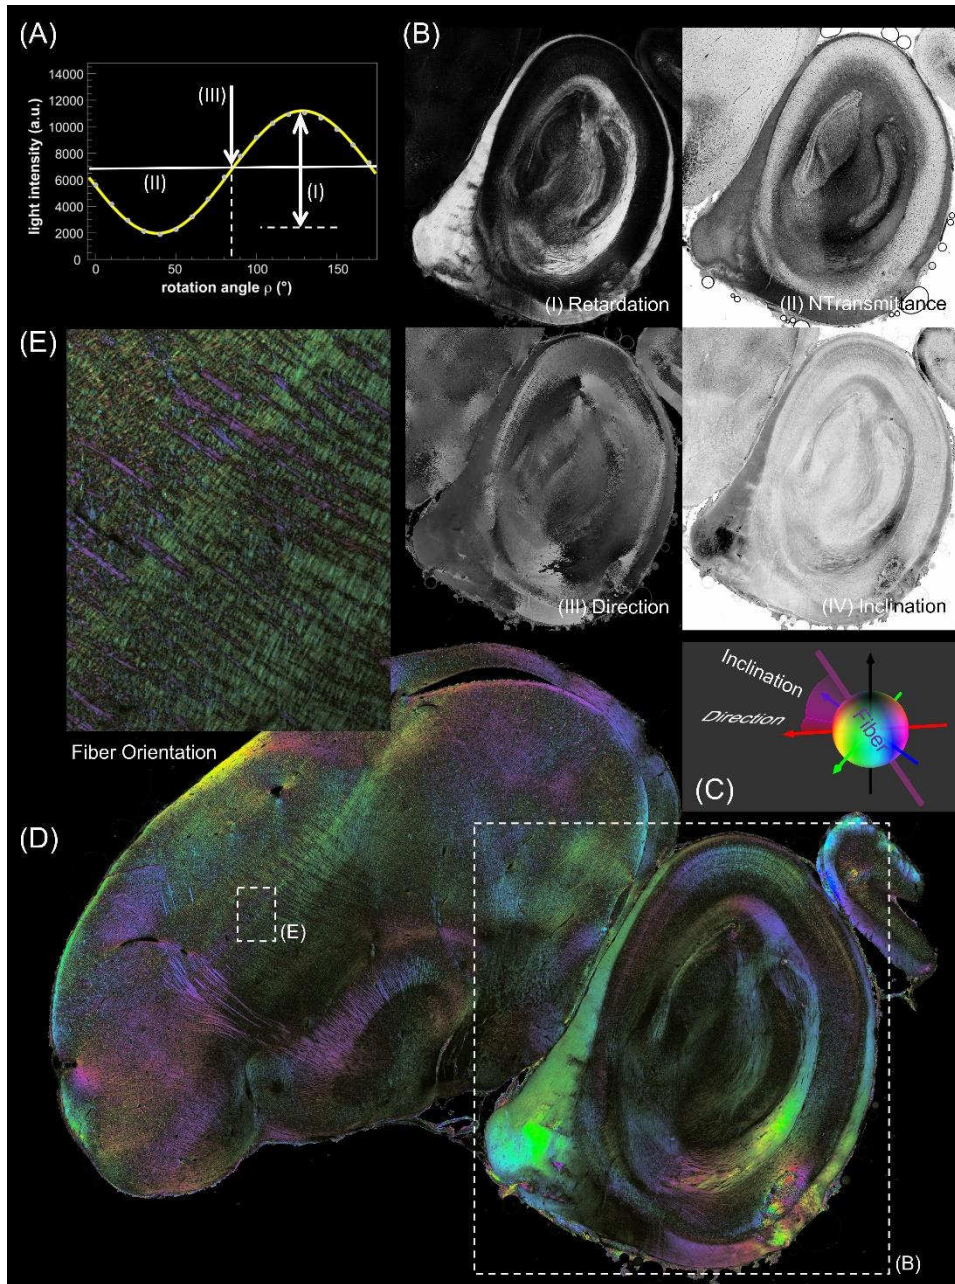 (A)
light intensity (a.u.)
14000
12000
10000
8000
6000
4000
2000
0
0
50
100
150
rotation angle ρ (°)
(III)
(II)
(I)
(B)
(I) Retardation
(II) NTransmittance
(III) Direction
(IV) Inclination
(E)
Fiber Orientation
Inclination
Direction
Fiber
(C)
(D)
(E)
(B)